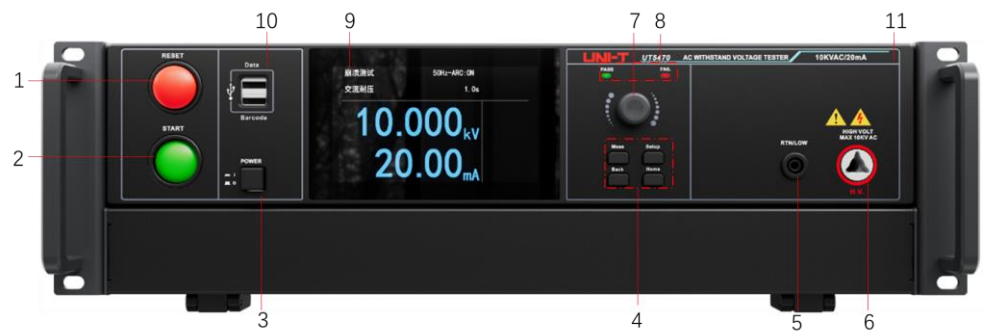 10
9
7
8
11
RESET
Data
Barcode
1
START
2
POWER
I
O
3
崩溃测试 50Hz-ARC:ON
交流耐压 1.0s
10.000kV
20.00mA
UNI-T UT5470 AC WITHSTAND VOLTAGE TESTER 10KVAC/20mA
PASS FAIL
Meas Setup
Back Home
4
RTN/LOW
5
HIGH VOLT
MAX 10KV AC
H.V.
6